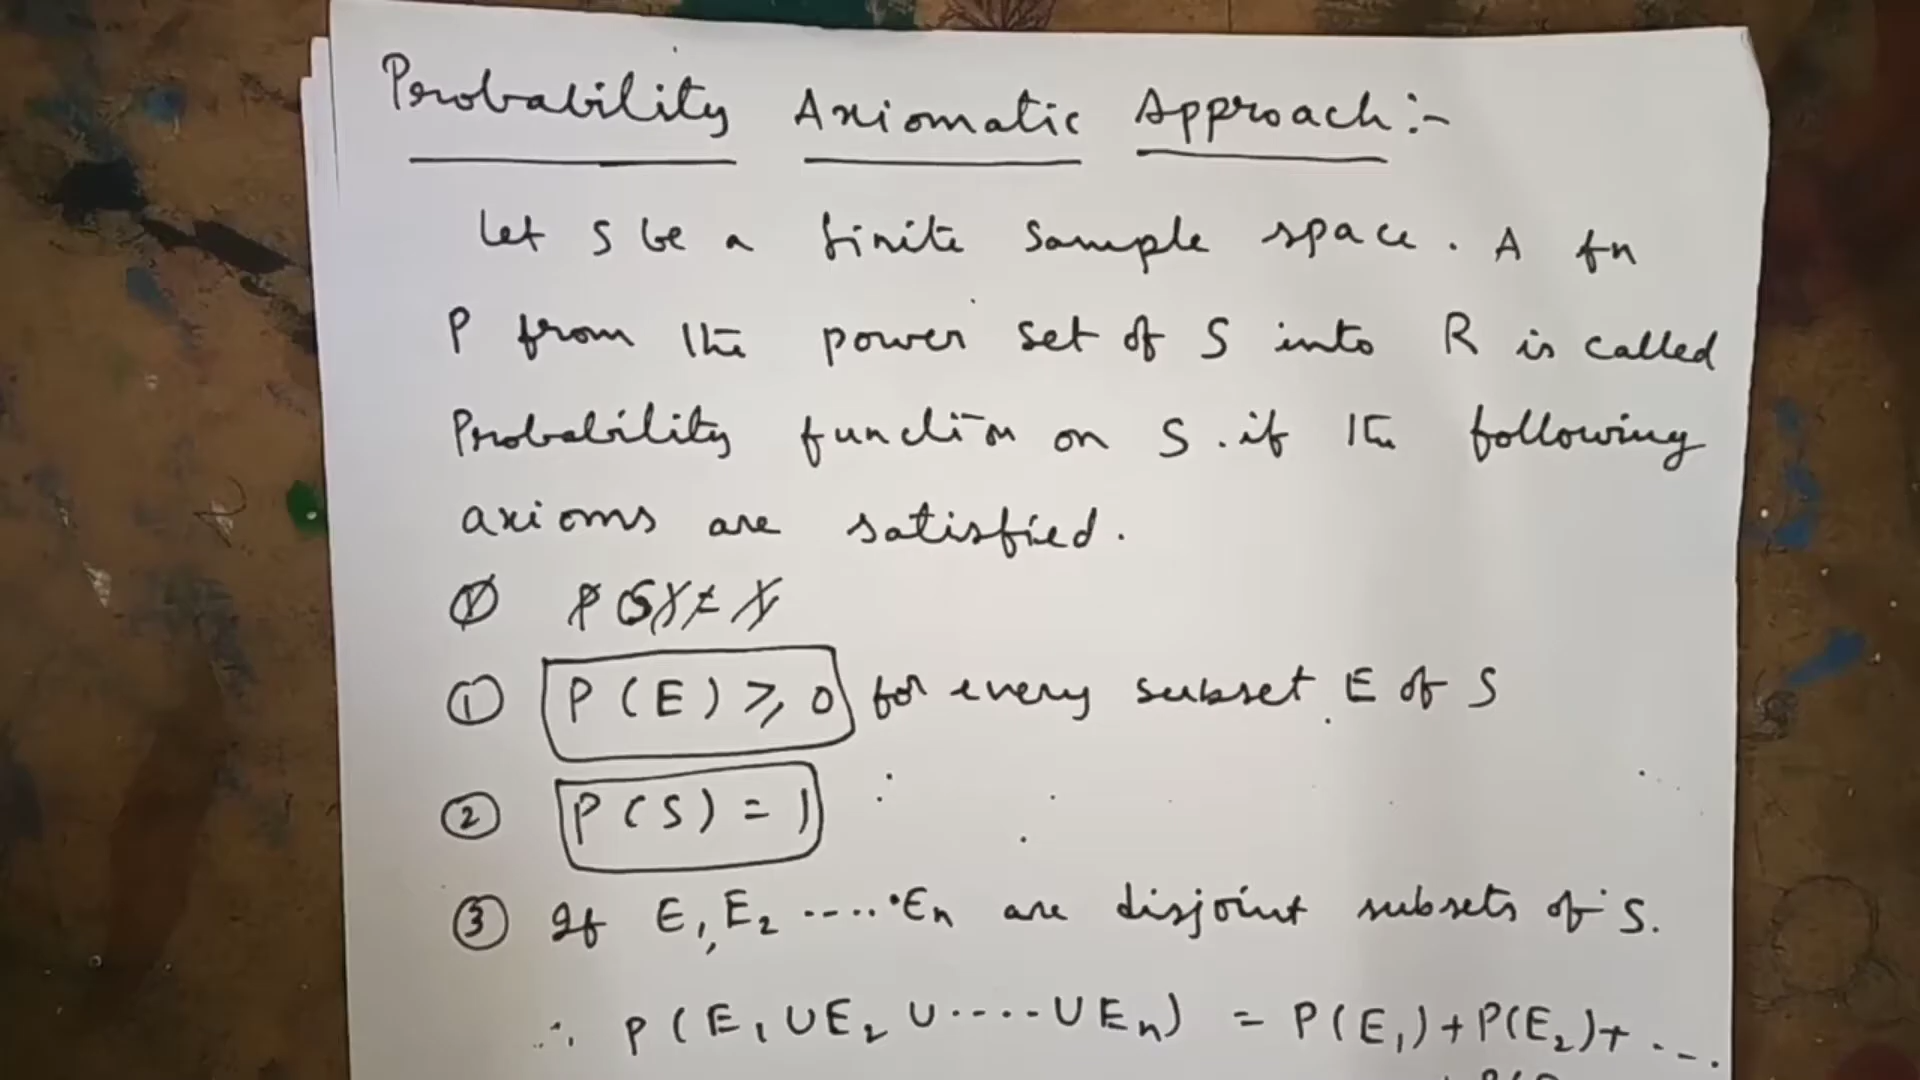 Probability Axiomatic Approach:-
Let S be a finite sample space. A fn
P from the power set of S into R is called
Probability function on S. if the following
axioms are satisfied.
① P(E) ≥ 0 for every subset E of S
② P(S) = 1
③ If E₁, E₂ ..... En are disjoint subsets of S.
∴ P(E₁ ∪ E₂ ∪ ..... ∪ En) = P(E₁) + P(E₂) + ....